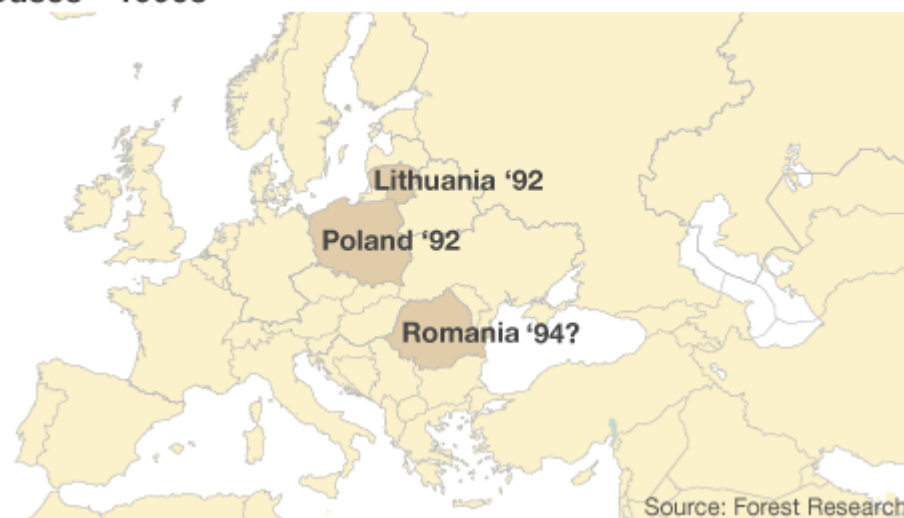 Lithuania ‘92
Poland ‘92
Romania ‘94?
Source: Forest Research